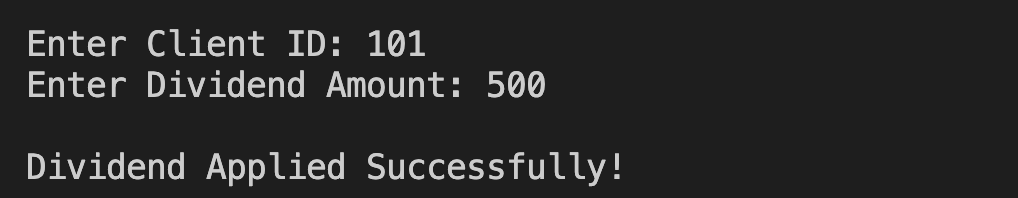 Enter Client ID: 101
Enter Dividend Amount: 500
Dividend Applied Successfully!